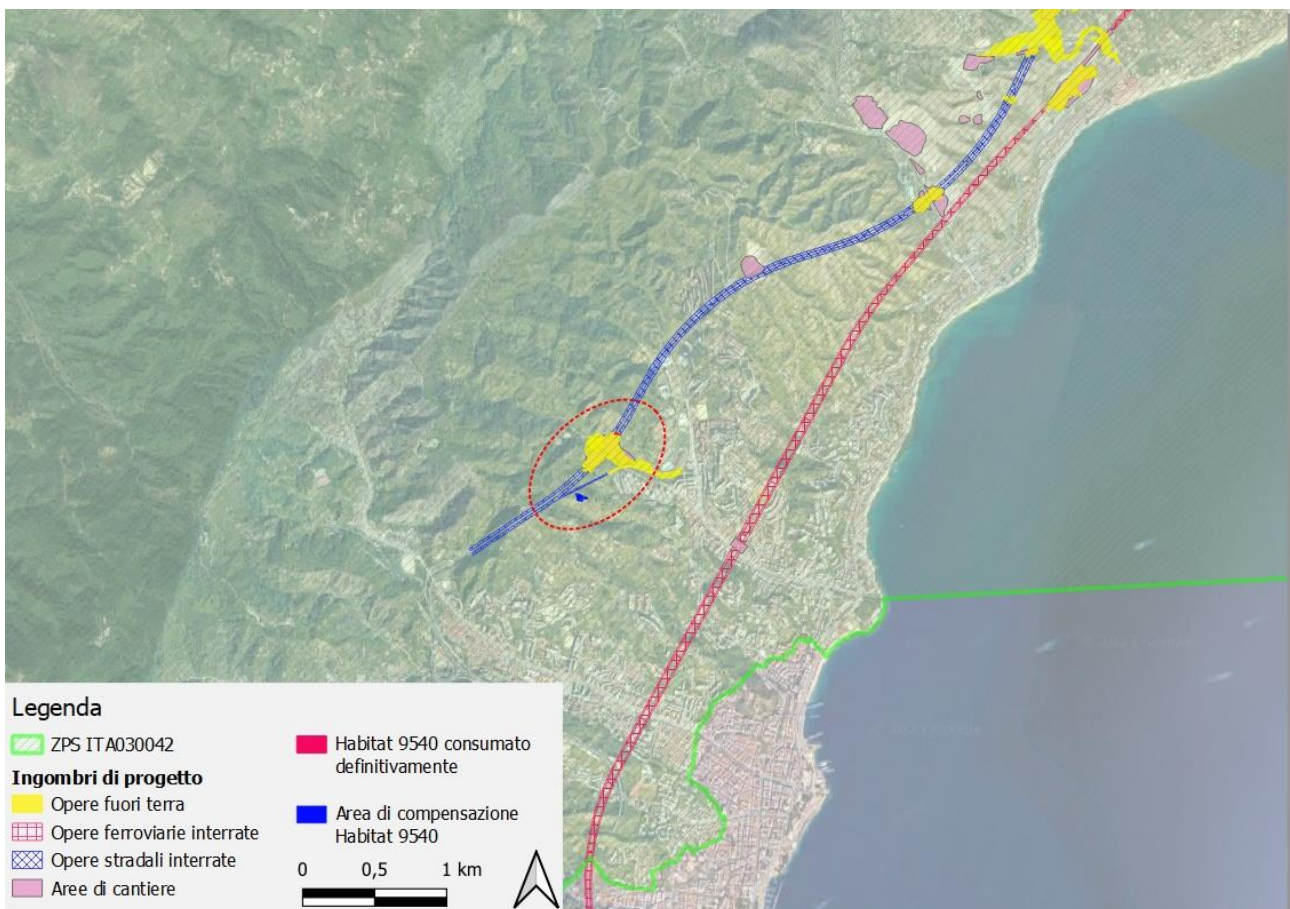 Legenda
ZPS ITA030042
Ingombri di progetto
Opere fuori terra
Opere ferroviarie interrate
Opere stradali interrate
Aree di cantiere
Habitat 9540 consumato
definitivamente
Area di compensazione
Habitat 9540
0 0,5 1 km